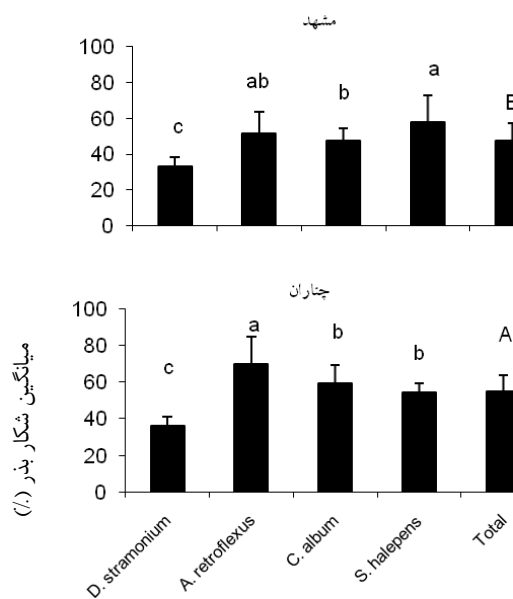 مشهد
100
80
60
40
20
0
c
ab
b
a
B
چناران
میانگین شکار بذر (٪)
100
80
60
40
20
0
c
a
b
b
A
D. stramonium
A. retroflexus
C. album
S. halepens
Total